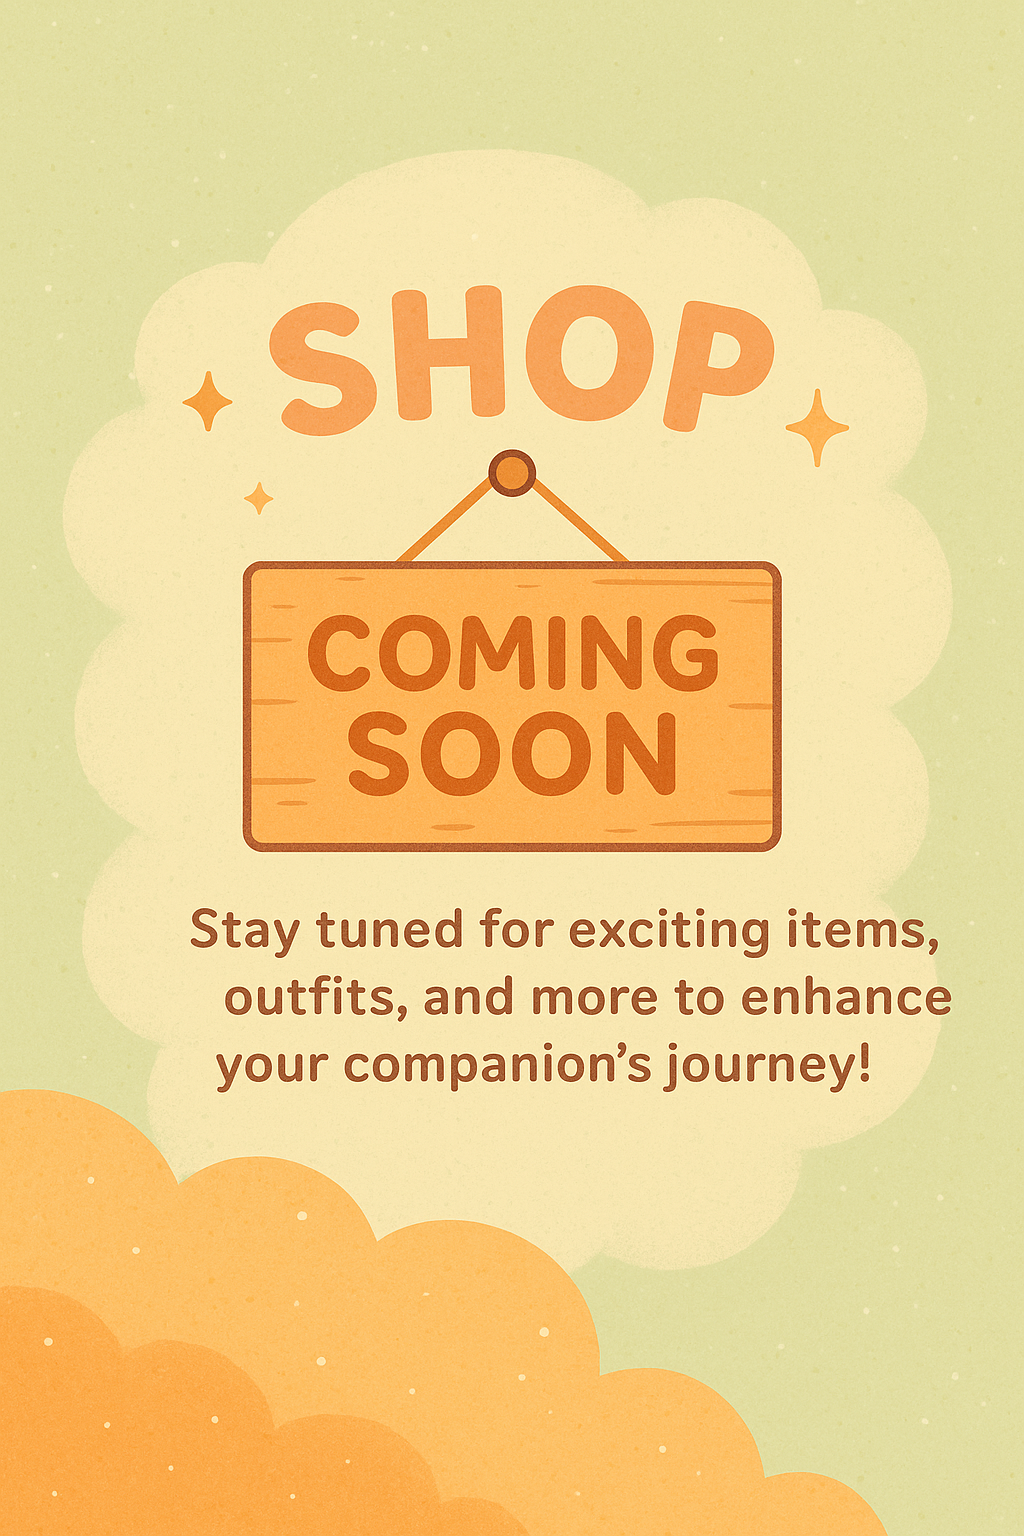 SHOP
COMING
SOON
Stay tuned for exciting items,
outfits, and more to enhance
your companion’s journey!